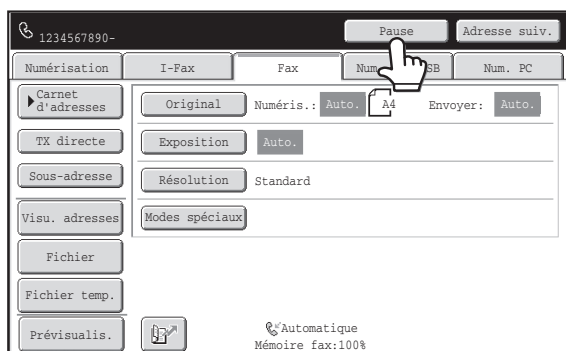 1234567890-
Pause
Adresse suiv.
Numérisation
I-Fax
Fax
Num.
SB
Num. PC
Carnet
d'adresses
Original
Numéris.: Auto. A4 Envoyer: Auto.
TX directe
Exposition
Auto.
Sous-adresse
Résolution
Standard
Visu. adresses
Modes spéciaux
Fichier
Fichier temp.
Prévisualis.
Automatique
Mémoire fax:100%